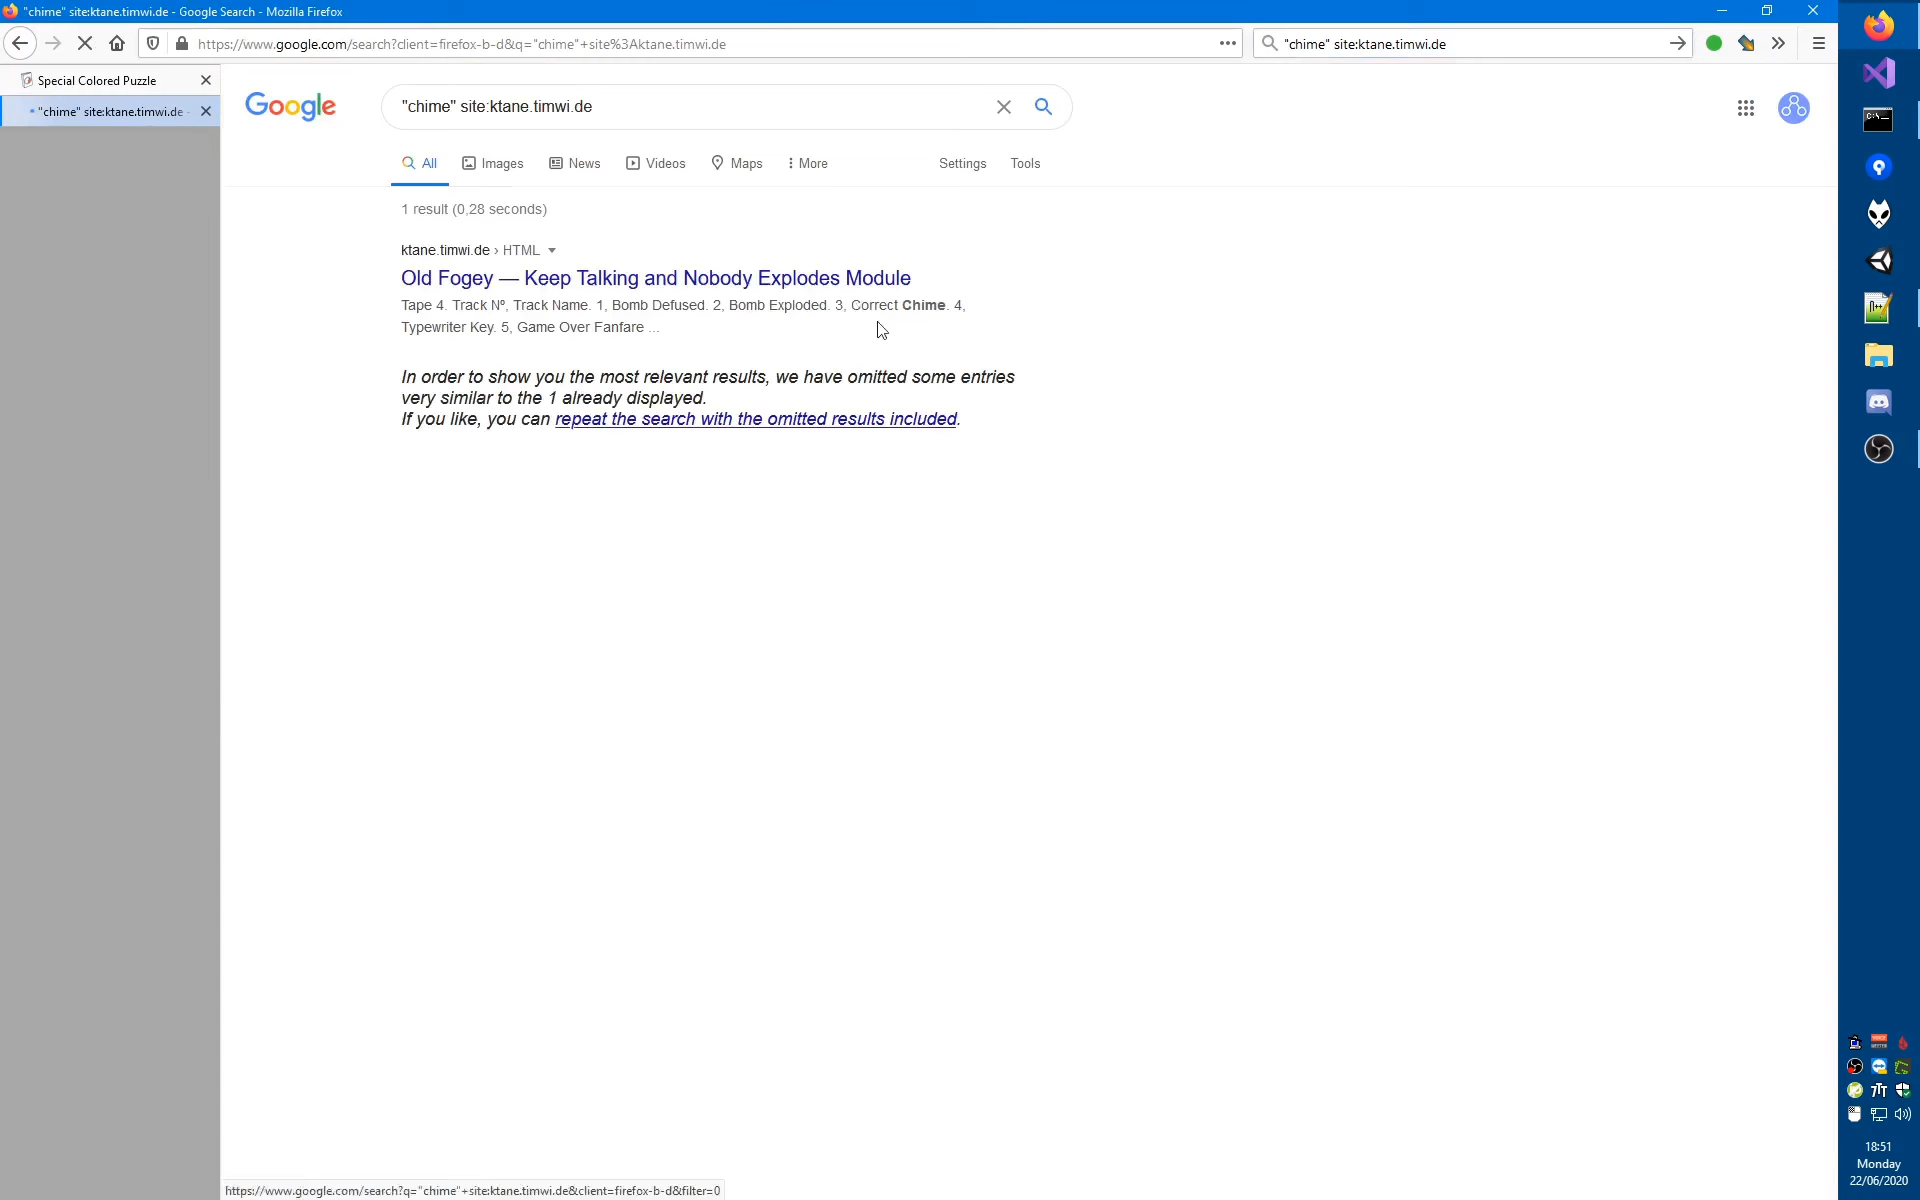 "chime" site:ktane.timwi.de - Google Search - Mozilla Firefox
https://www.google.com/search?client=firefox-b-d&q="chime"+site%3Aktane.timwi.de
"chime" site:ktane.timwi.de
Special Colored Puzzle
"chime" site:ktane.timwi.de -
Google
"chime" site:ktane.timwi.de
All
Images
News
Videos
Maps
More
Settings
Tools
1 result (0,28 seconds)
ktane.timwi.de › HTML
Old Fogey — Keep Talking and Nobody Explodes Module
Tape 4. Track Nº, Track Name. 1, Bomb Defused. 2, Bomb Exploded. 3, Correct Chime. 4,
Typewriter Key. 5, Game Over Fanfare ...
In order to show you the most relevant results, we have omitted some entries
very similar to the 1 already displayed.
If you like, you can repeat the search with the omitted results included.
18:51
Monday
22/06/2020
https://www.google.com/search?q="chime"+site:ktane.timwi.de&client=firefox-b-d&filter=0